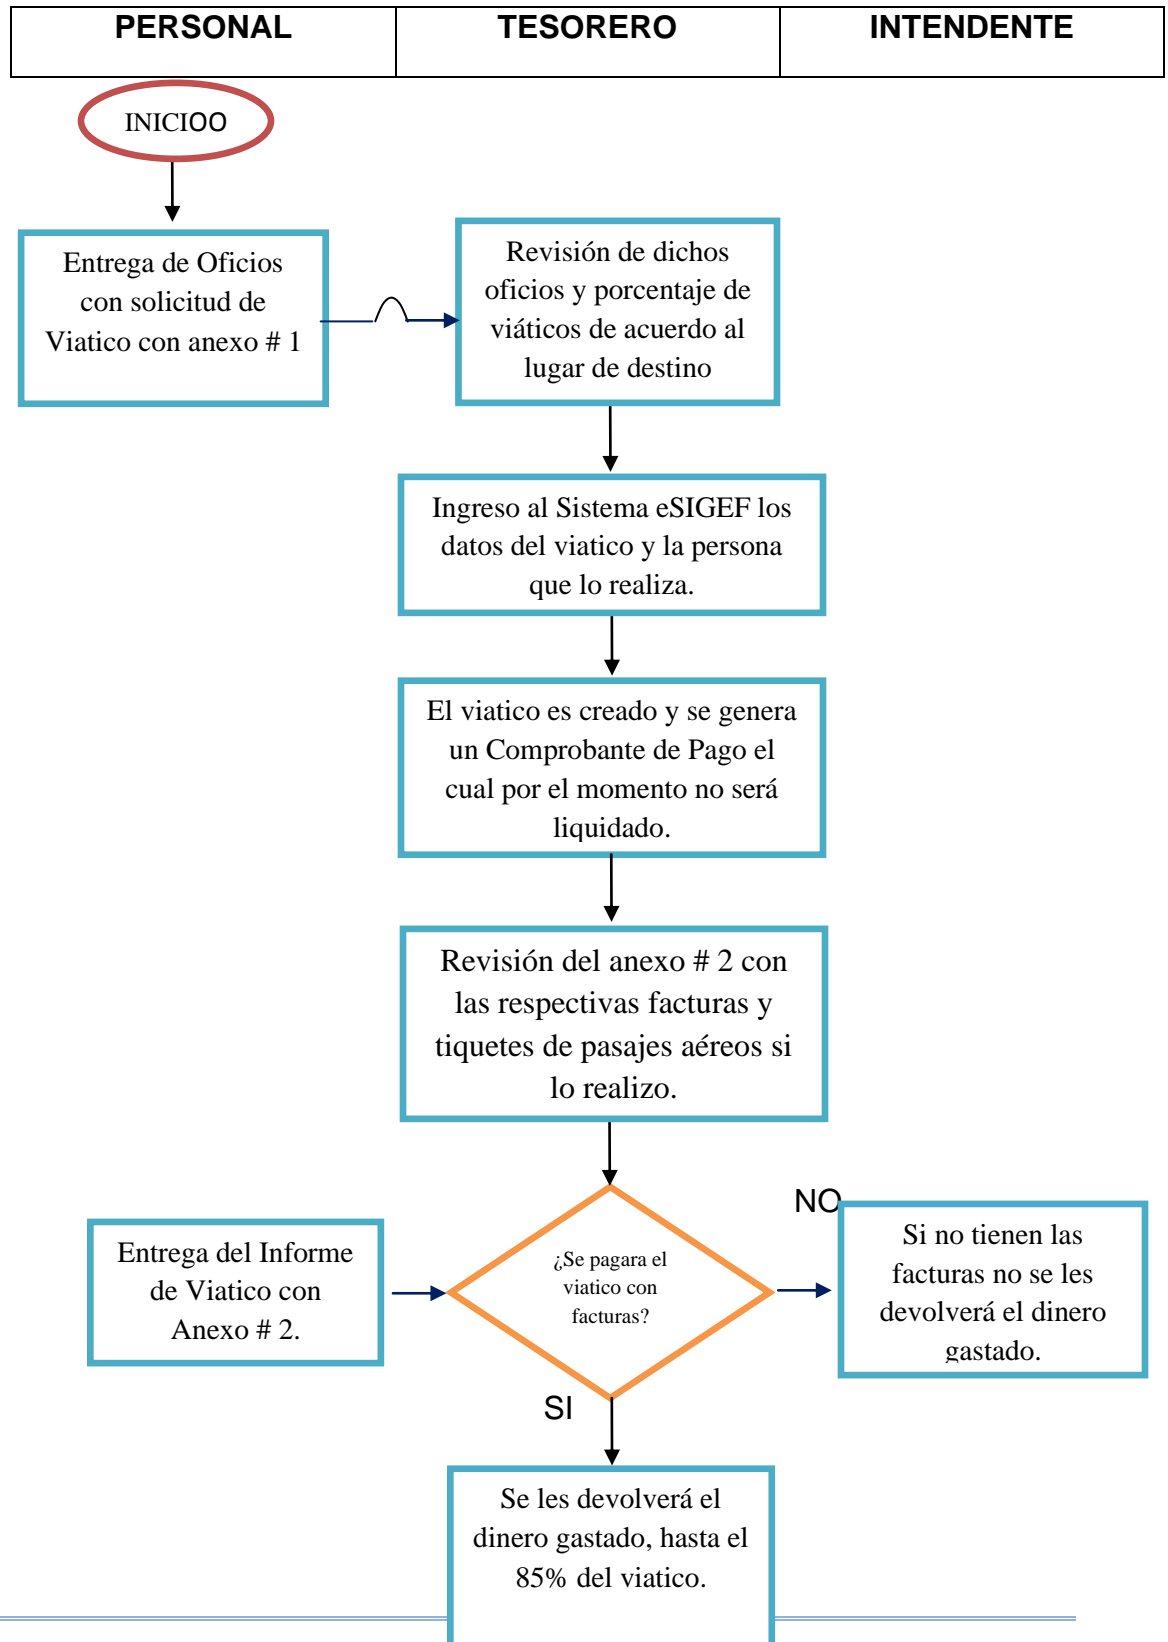 PERSONAL
TESORERO
INTENDENTE
INICIOO
Entrega de Oficios
con solicitud de
Viatico con anexo # 1
Revisión de dichos
oficios y porcentaje de
viáticos de acuerdo al
lugar de destino
Ingreso al Sistema eSIGEF los
datos del viatico y la persona
que lo realiza.
El viatico es creado y se genera
un Comprobante de Pago el
cual por el momento no será
liquidado.
Revisión del anexo # 2 con
las respectivas facturas y
tiquetes de pasajes aéreos si
lo realizo.
Entrega del Informe
de Viatico con
Anexo # 2.
¿Se pagara el
viatico con
facturas?
NO
Si no tienen las
facturas no se les
devolverá el dinero
gastado.
SI
Se les devolverá el
dinero gastado, hasta el
85% del viatico.